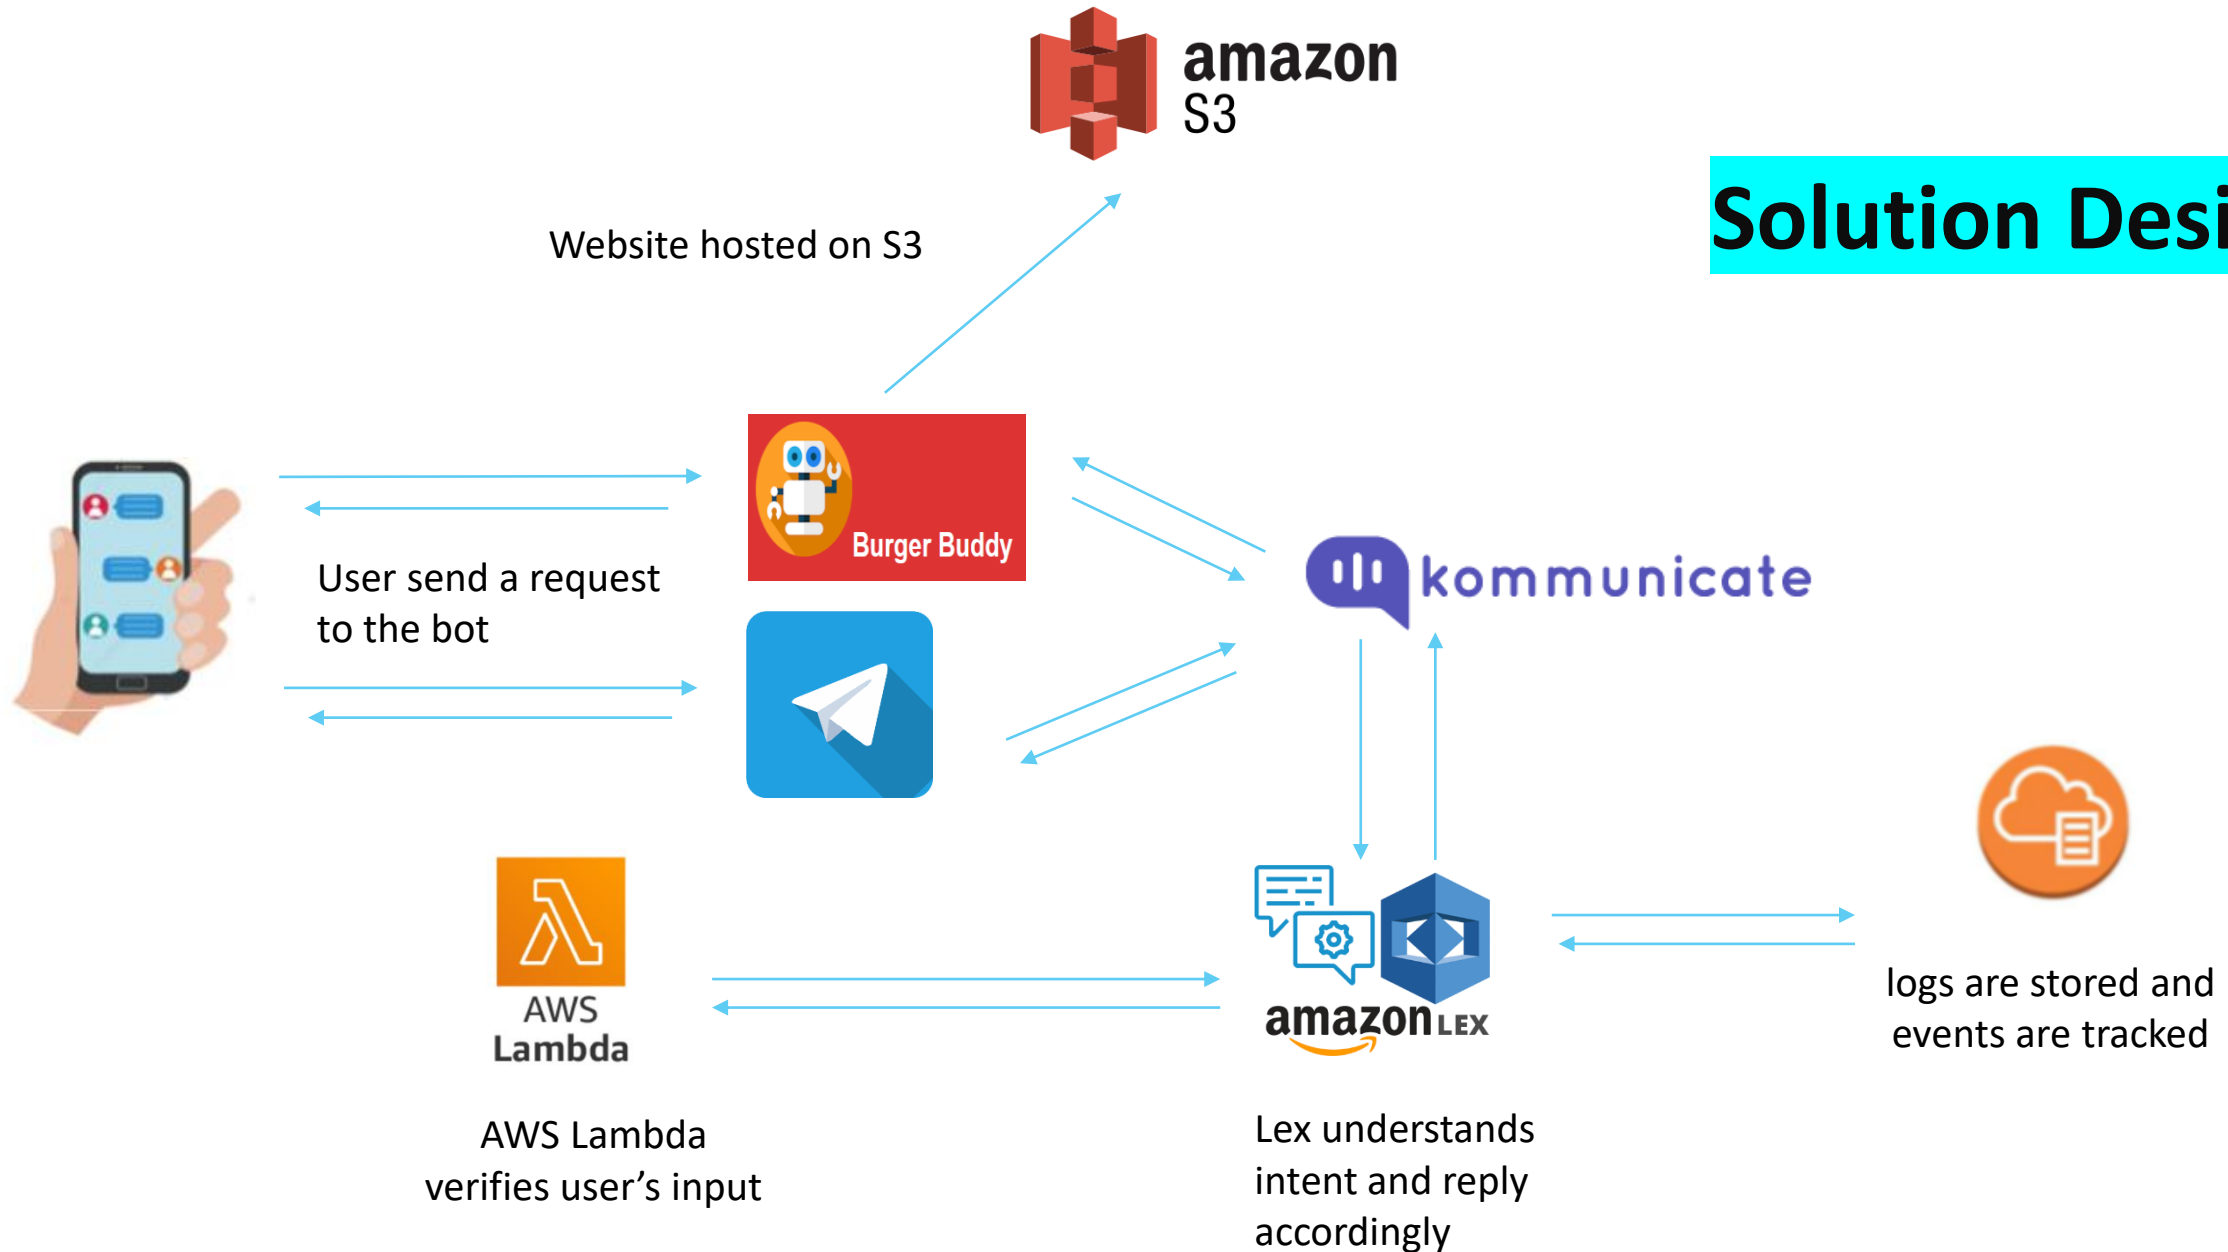 amazon
S3
Solution Desi
Website hosted on S3
Burger Buddy
User send a request
to the bot
kommunicate
AWS
Lambda
amazon LEX
logs are stored and
events are tracked
AWS Lambda
verifies user’s input
Lex understands
intent and reply
accordingly